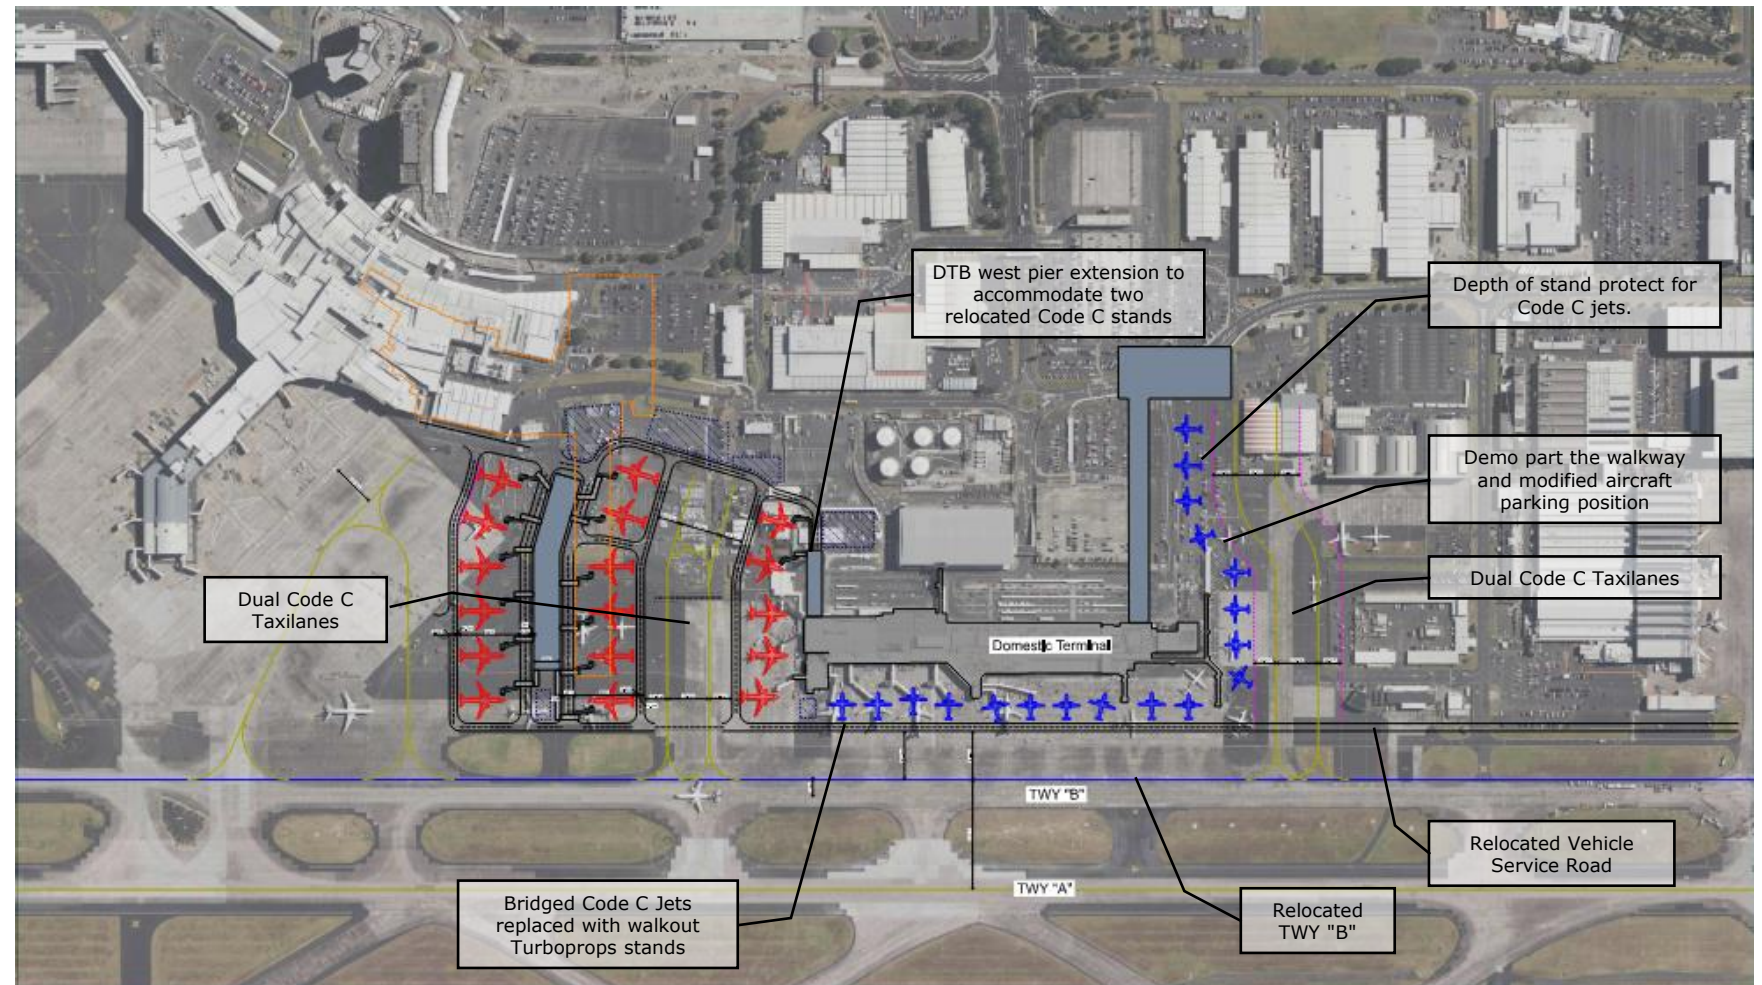 DTB west pier extension to
accommodate two
relocated Code C stands
Depth of stand protect for
Code C jets.
Demo part the walkway
and modified aircraft
parking position
Dual Code C Taxilanes
Dual Code C
Taxilanes
Domestic Terminal
TWY "B"
TWY "A"
Relocated Vehicle
Service Road
Bridged Code C Jets
replaced with walkout
Turboprops stands
Relocated
TWY "B"